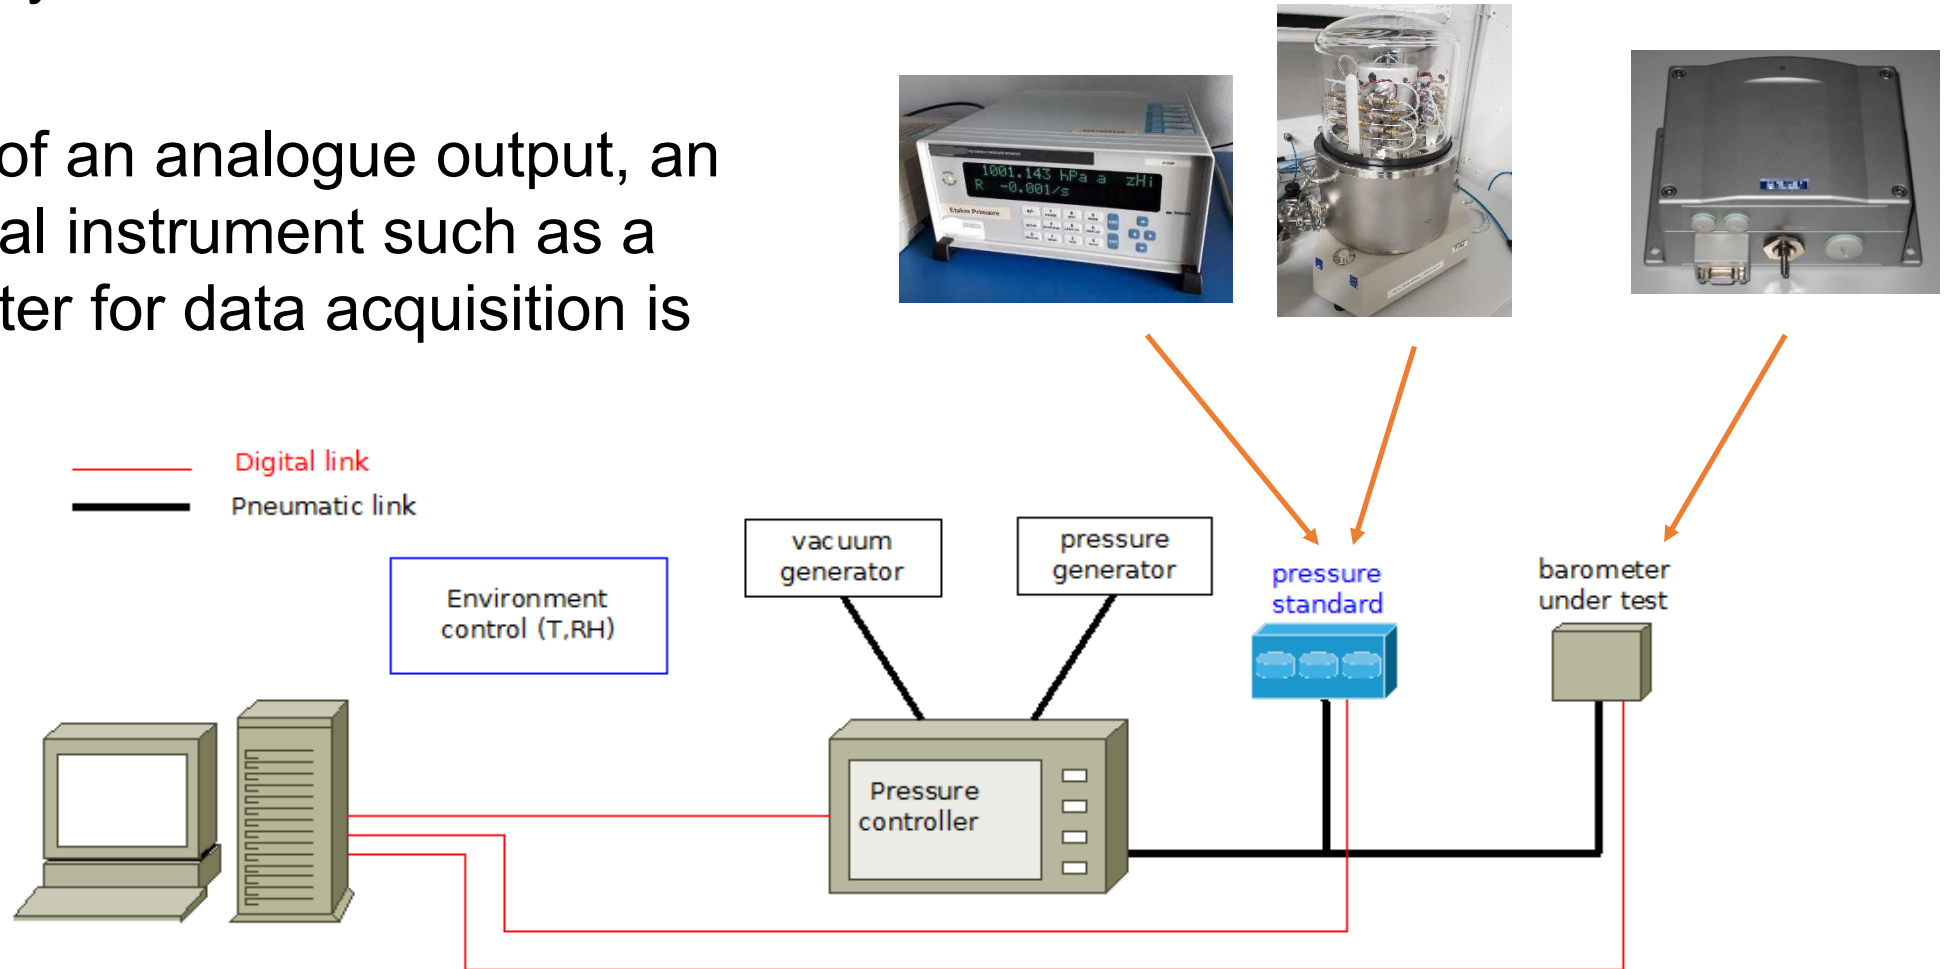 of an analogue output, an
al instrument such as a
ter for data acquisition is
1001.143 hPa a zHi
R -0.001/s
Etalon Primaire
Digital link
Pneumatic link
vacuum
generator
pressure
generator
Environment
control (T,RH)
pressure
standard
barometer
under test
Pressure
controller